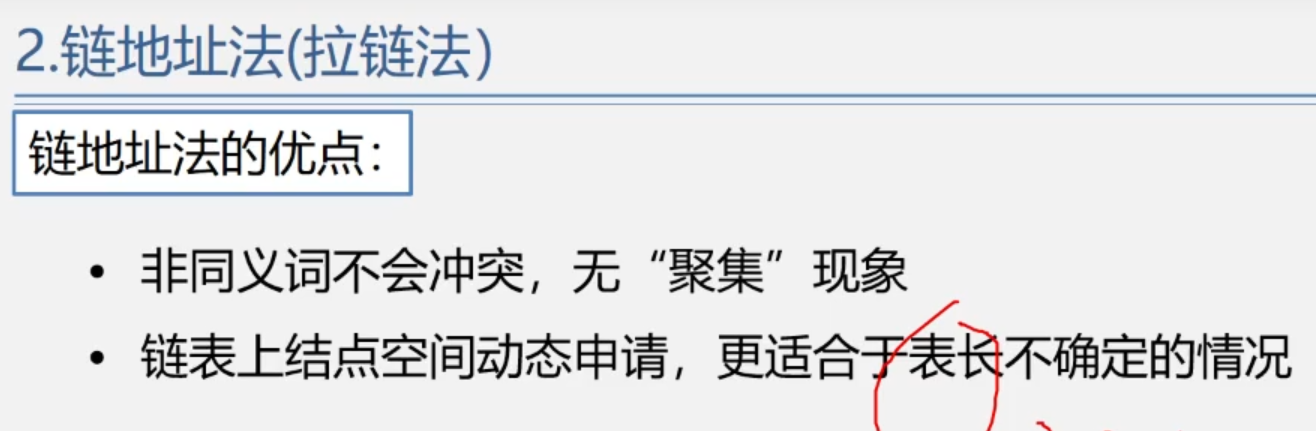 2.链地址法(拉链法)
链地址法的优点：
• 非同义词不会冲突，无“聚集”现象
• 链表上结点空间动态申请，更适合于表长不确定的情况